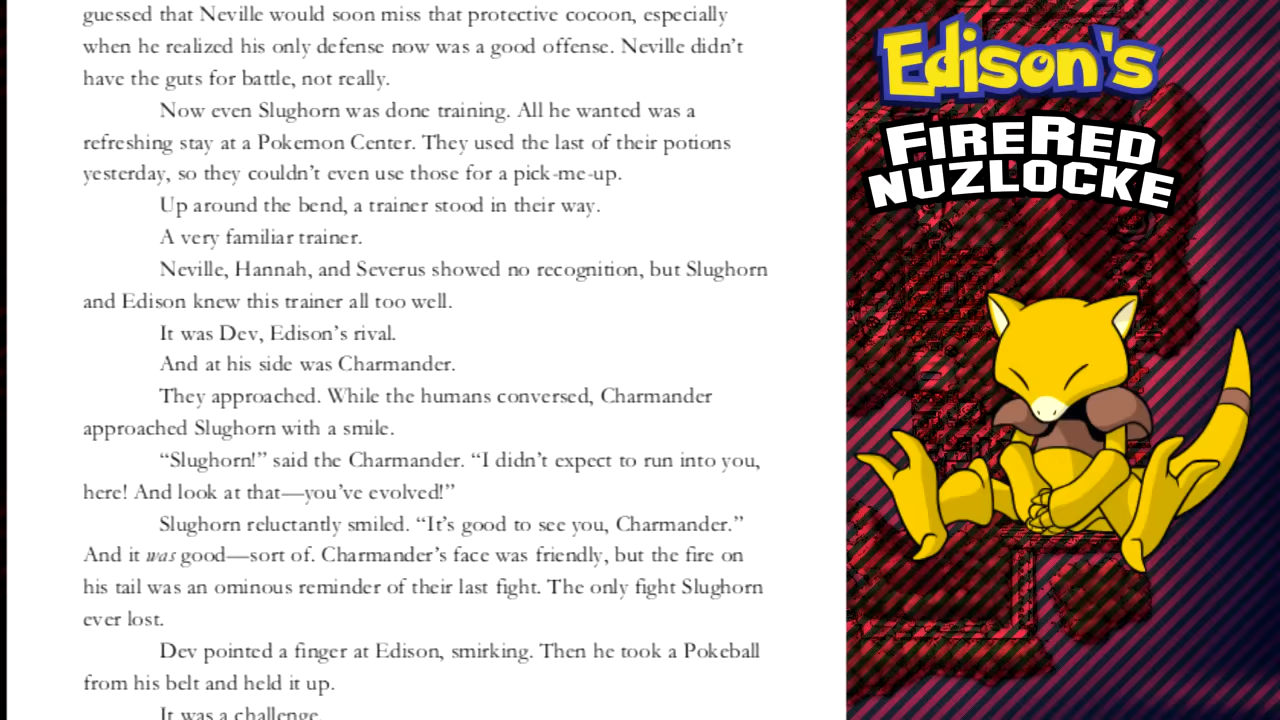 guessed that Neville would soon miss that protective cocoon, especially
when he realized his only defense now was a good offense. Neville didn’t
have the guts for battle, not really.
Now even Slughorn was done training. All he wanted was a
refreshing stay at a Pokemon Center. They used the last of their potions
yesterday, so they couldn’t even use those for a pick-me-up.
Up around the bend, a trainer stood in their way.
A very familiar trainer.
Neville, Hannah, and Severus showed no recognition, but Slughorn
and Edison knew this trainer all too well.
It was Dev, Edison’s rival.
And at his side was Charmander.
They approached. While the humans conversed, Charmander
approached Slughorn with a smile.
“Slughorn!” said the Charmander. “I didn’t expect to run into you,
here! And look at that—you’ve evolved!”
Slughorn reluctantly smiled. “It’s good to see you, Charmander.”
And it was good—sort of. Charmander’s face was friendly, but the fire on
his tail was an ominous reminder of their last fight. The only fight Slughorn
ever lost.
Dev pointed a finger at Edison, smirking. Then he took a Pokeball
from his belt and held it up.
It was a challenge.
Edison's
FIRERED
NUZLOCKE